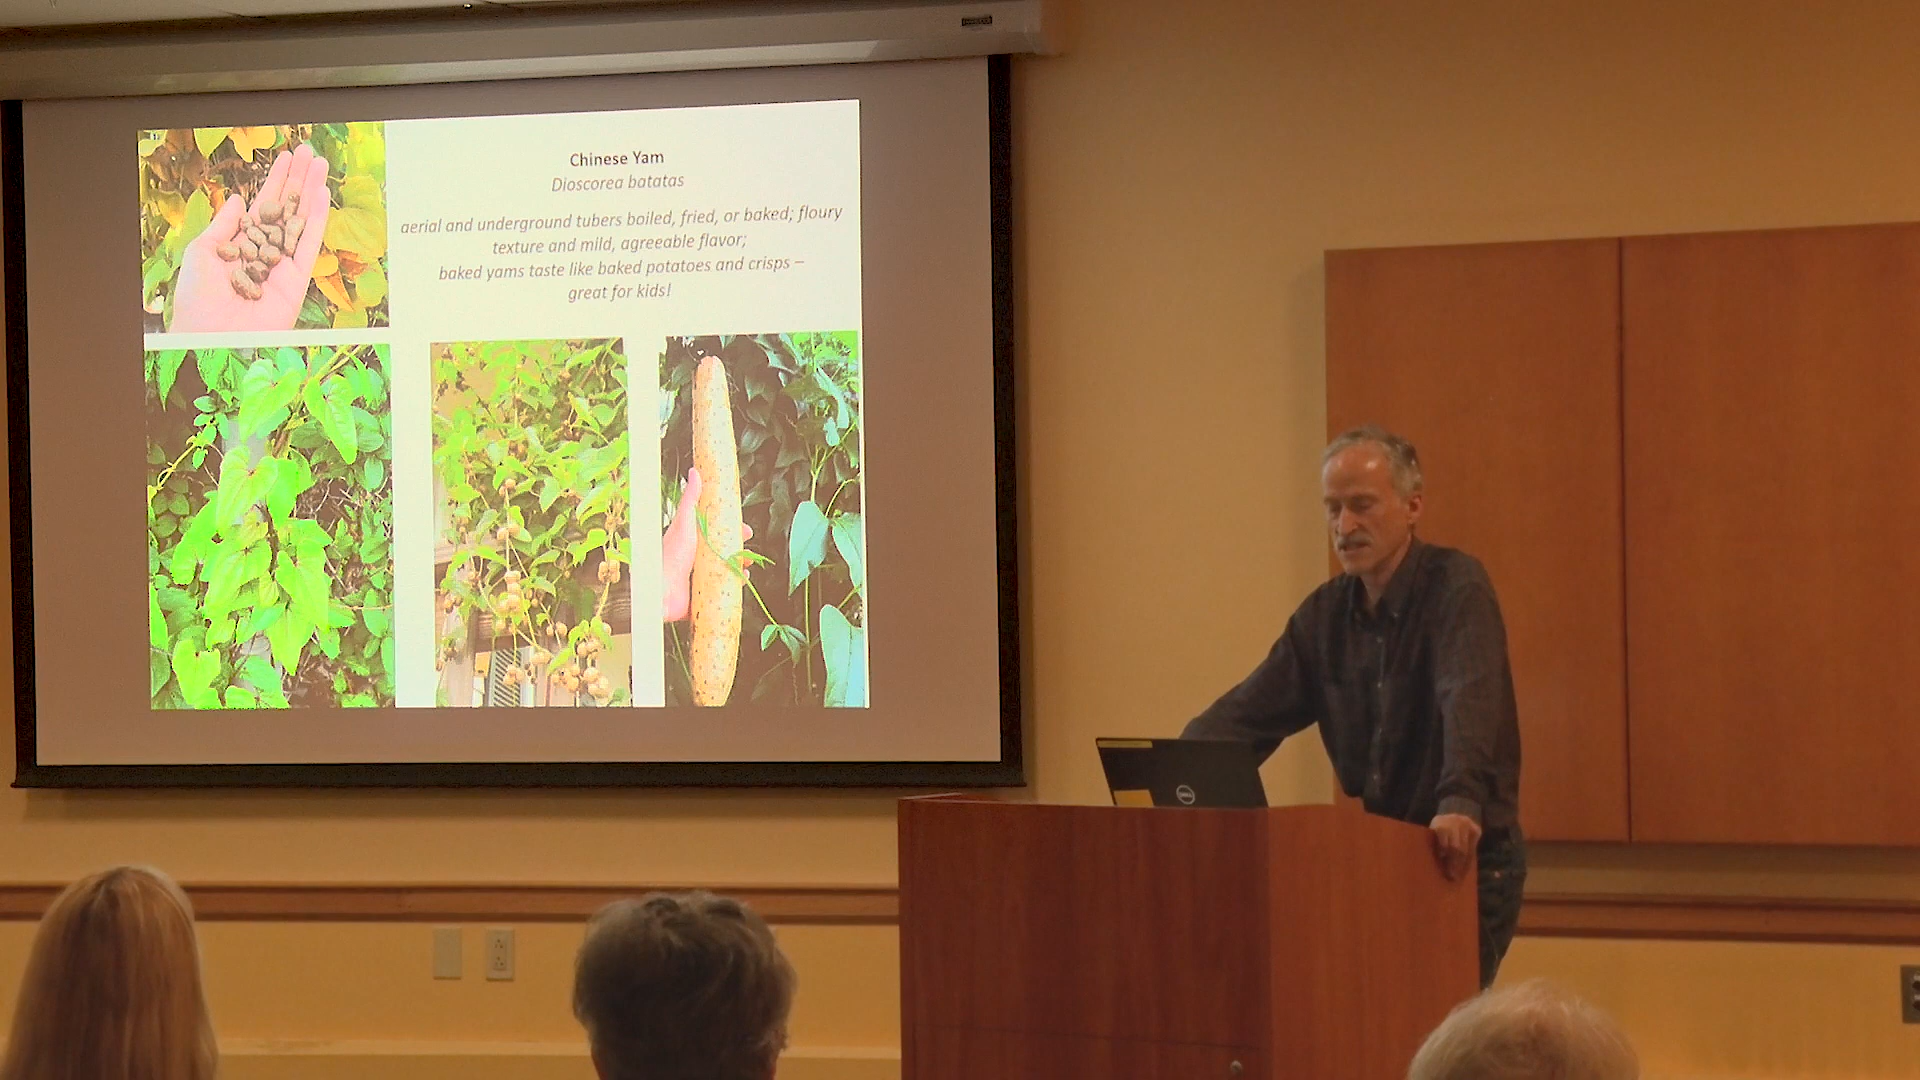 Chinese Yam
Dioscorea batatas
aerial and underground tubers boiled, fried, or baked; floury
texture and mild, agreeable flavor;
baked yams taste like baked potatoes and crisps –
great for kids!
DELL